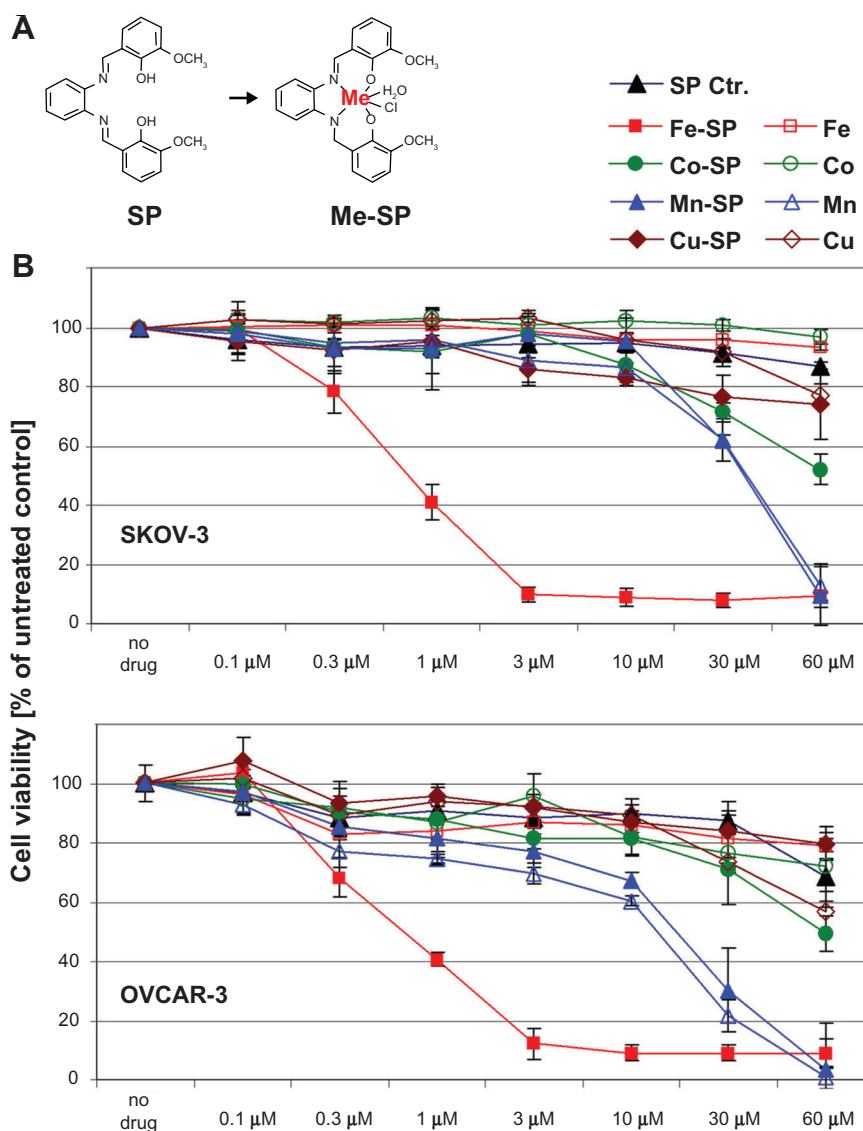 A
N
N
OH
OH
OCH3
OCH3
SP
N
N
O
O
Me
H2O
Cl
OCH3
OCH3
Me-SP
SP Ctr.
Fe-SP Fe
Co-SP Co
Mn-SP Mn
Cu-SP Cu
B
Cell viability [% of untreated control]
100
80
60
40
20
0
SKOV-3
no drug 0.1 µM 0.3 µM 1 µM 3 µM 10 µM 30 µM 60 µM
100
80
60
40
20
0
OVCAR-3
no drug 0.1 µM 0.3 µM 1 µM 3 µM 10 µM 30 µM 60 µM